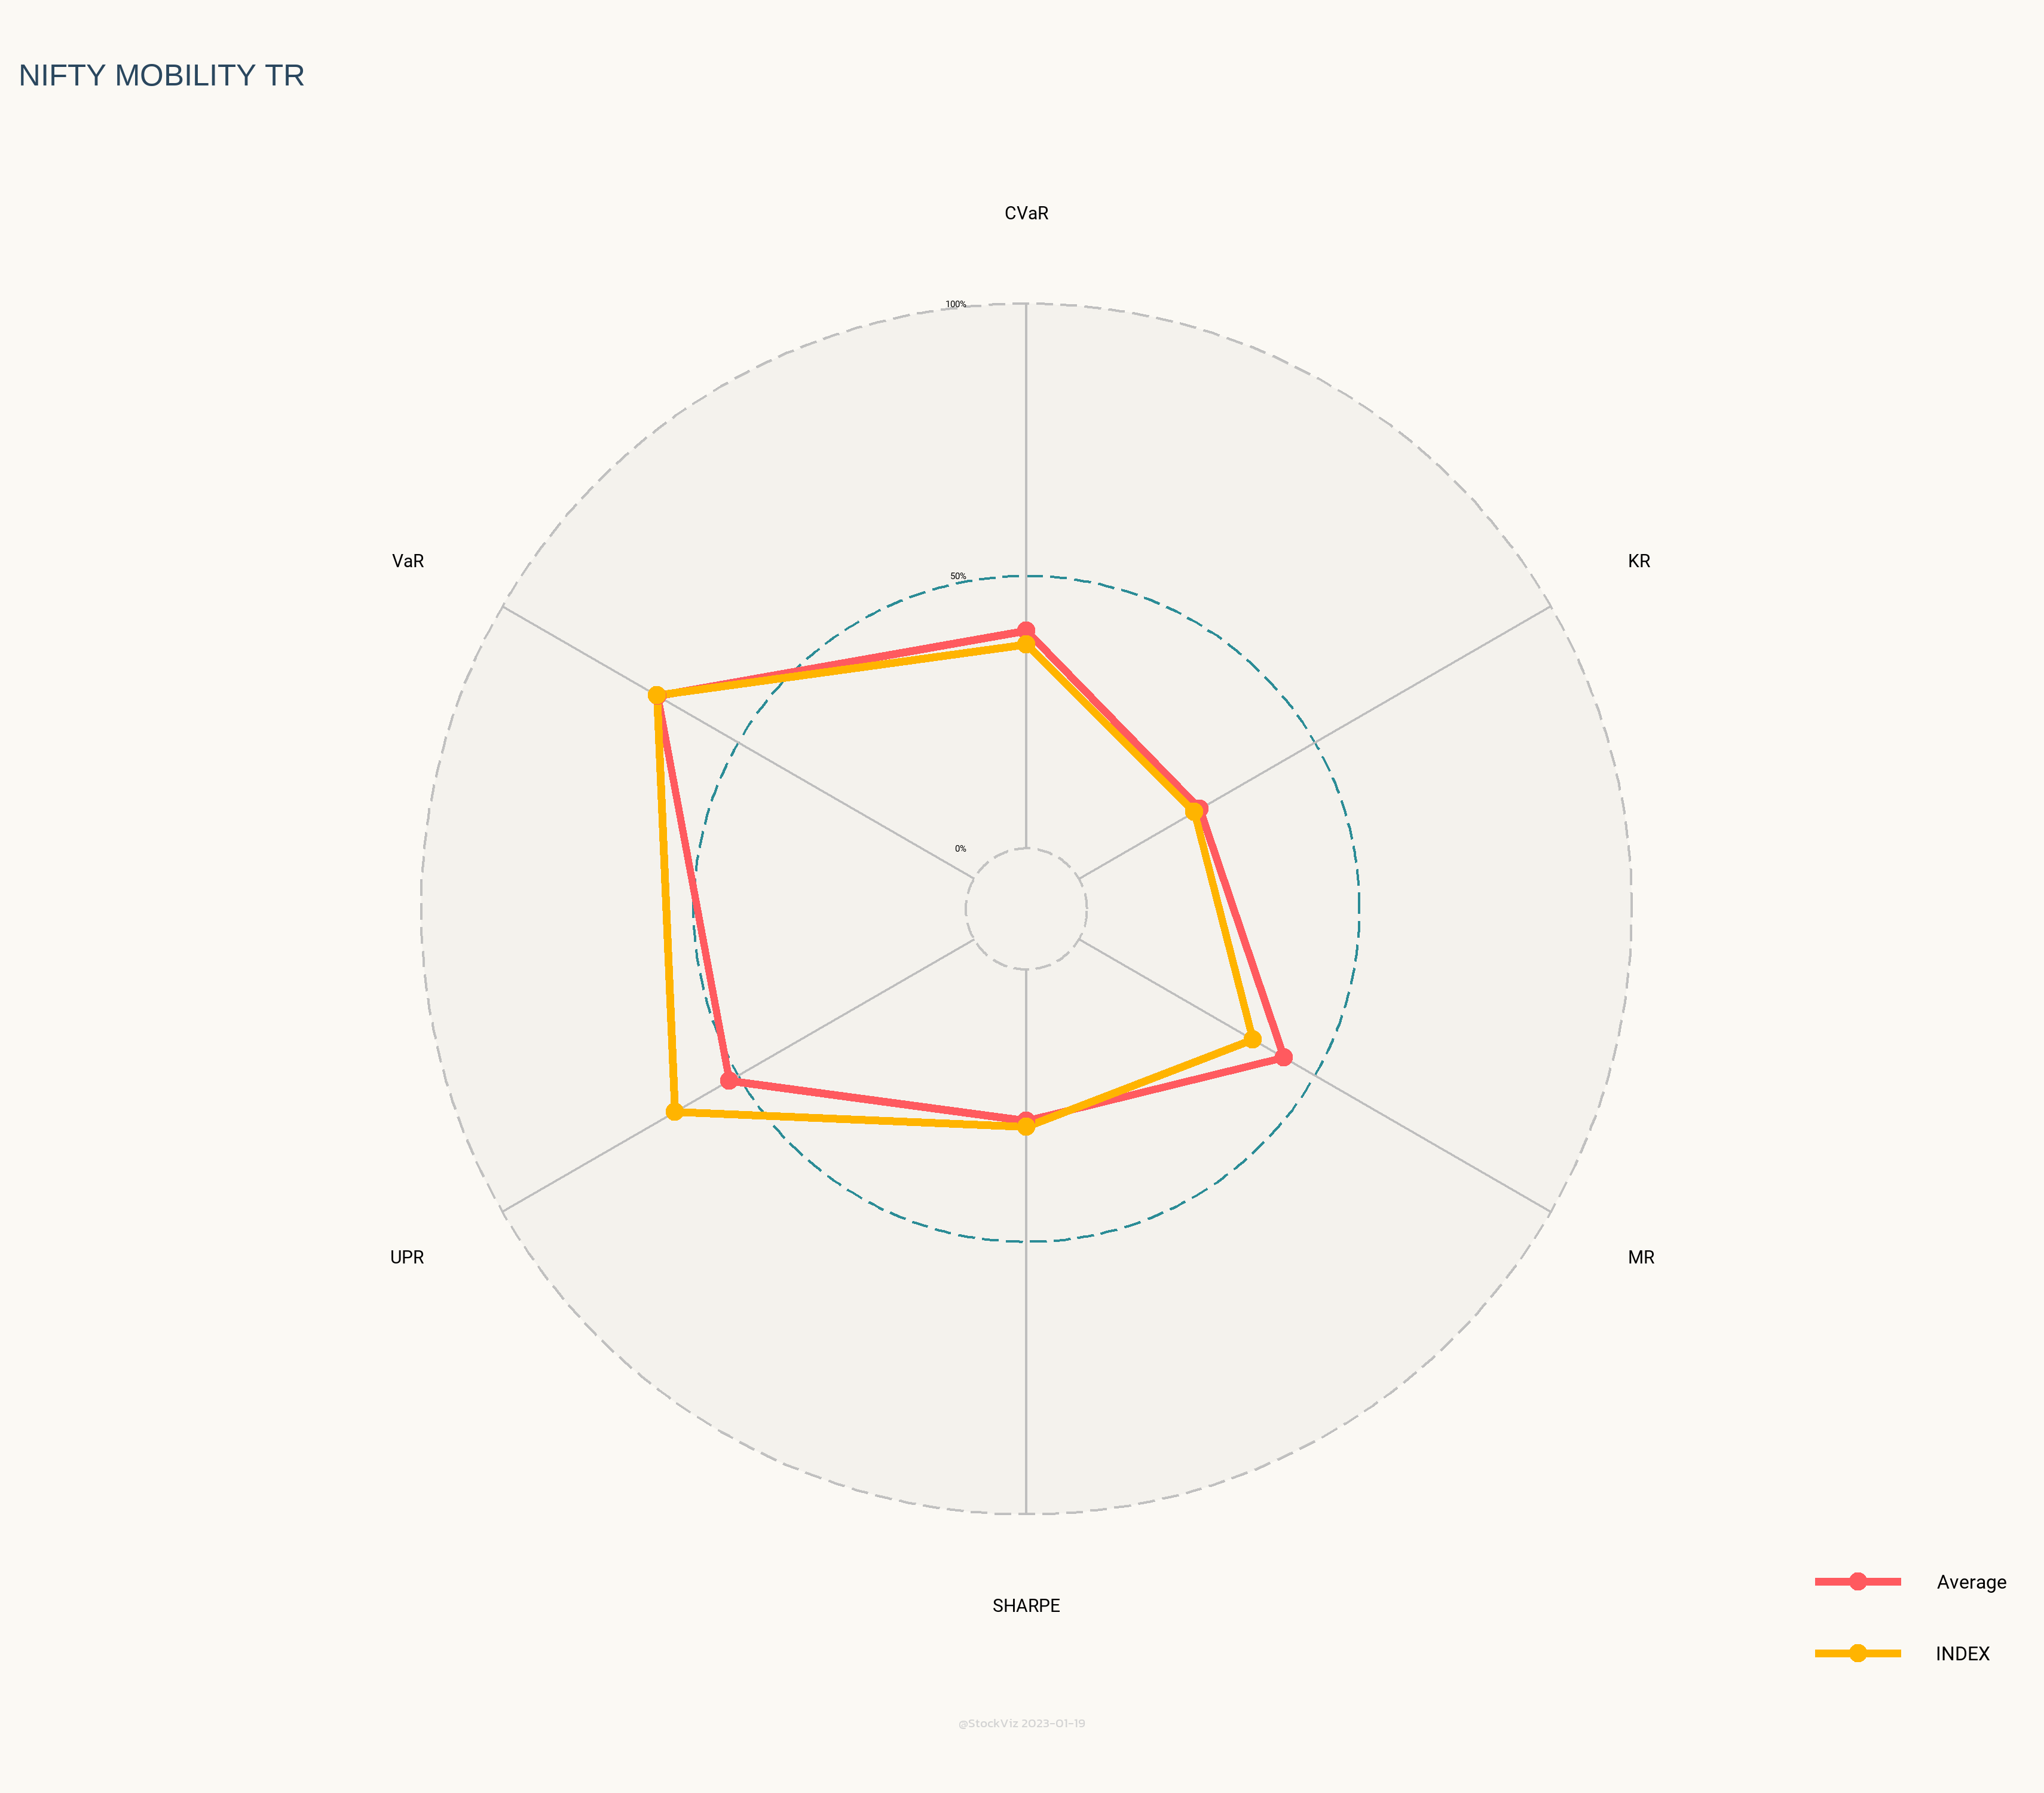 NIFTY MOBILITY TR
CVaR
100%
VaR
KR
50%
0%
UPR
MR
SHARPE
Average
INDEX
@StockViz 2023-01-19